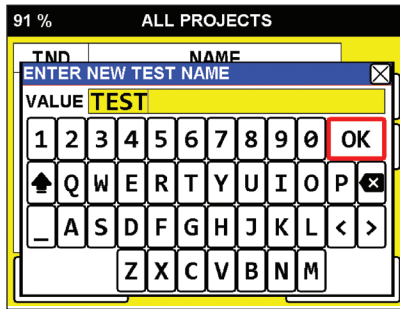 91 % ALL PROJECTS
TND NAME
ENTER NEW TEST NAME
VALUE TEST
1 2 3 4 5 6 7 8 9 0 OK
Q W E R T Y U I O P
_ A S D F G H J K L < >
Z X C V B N M